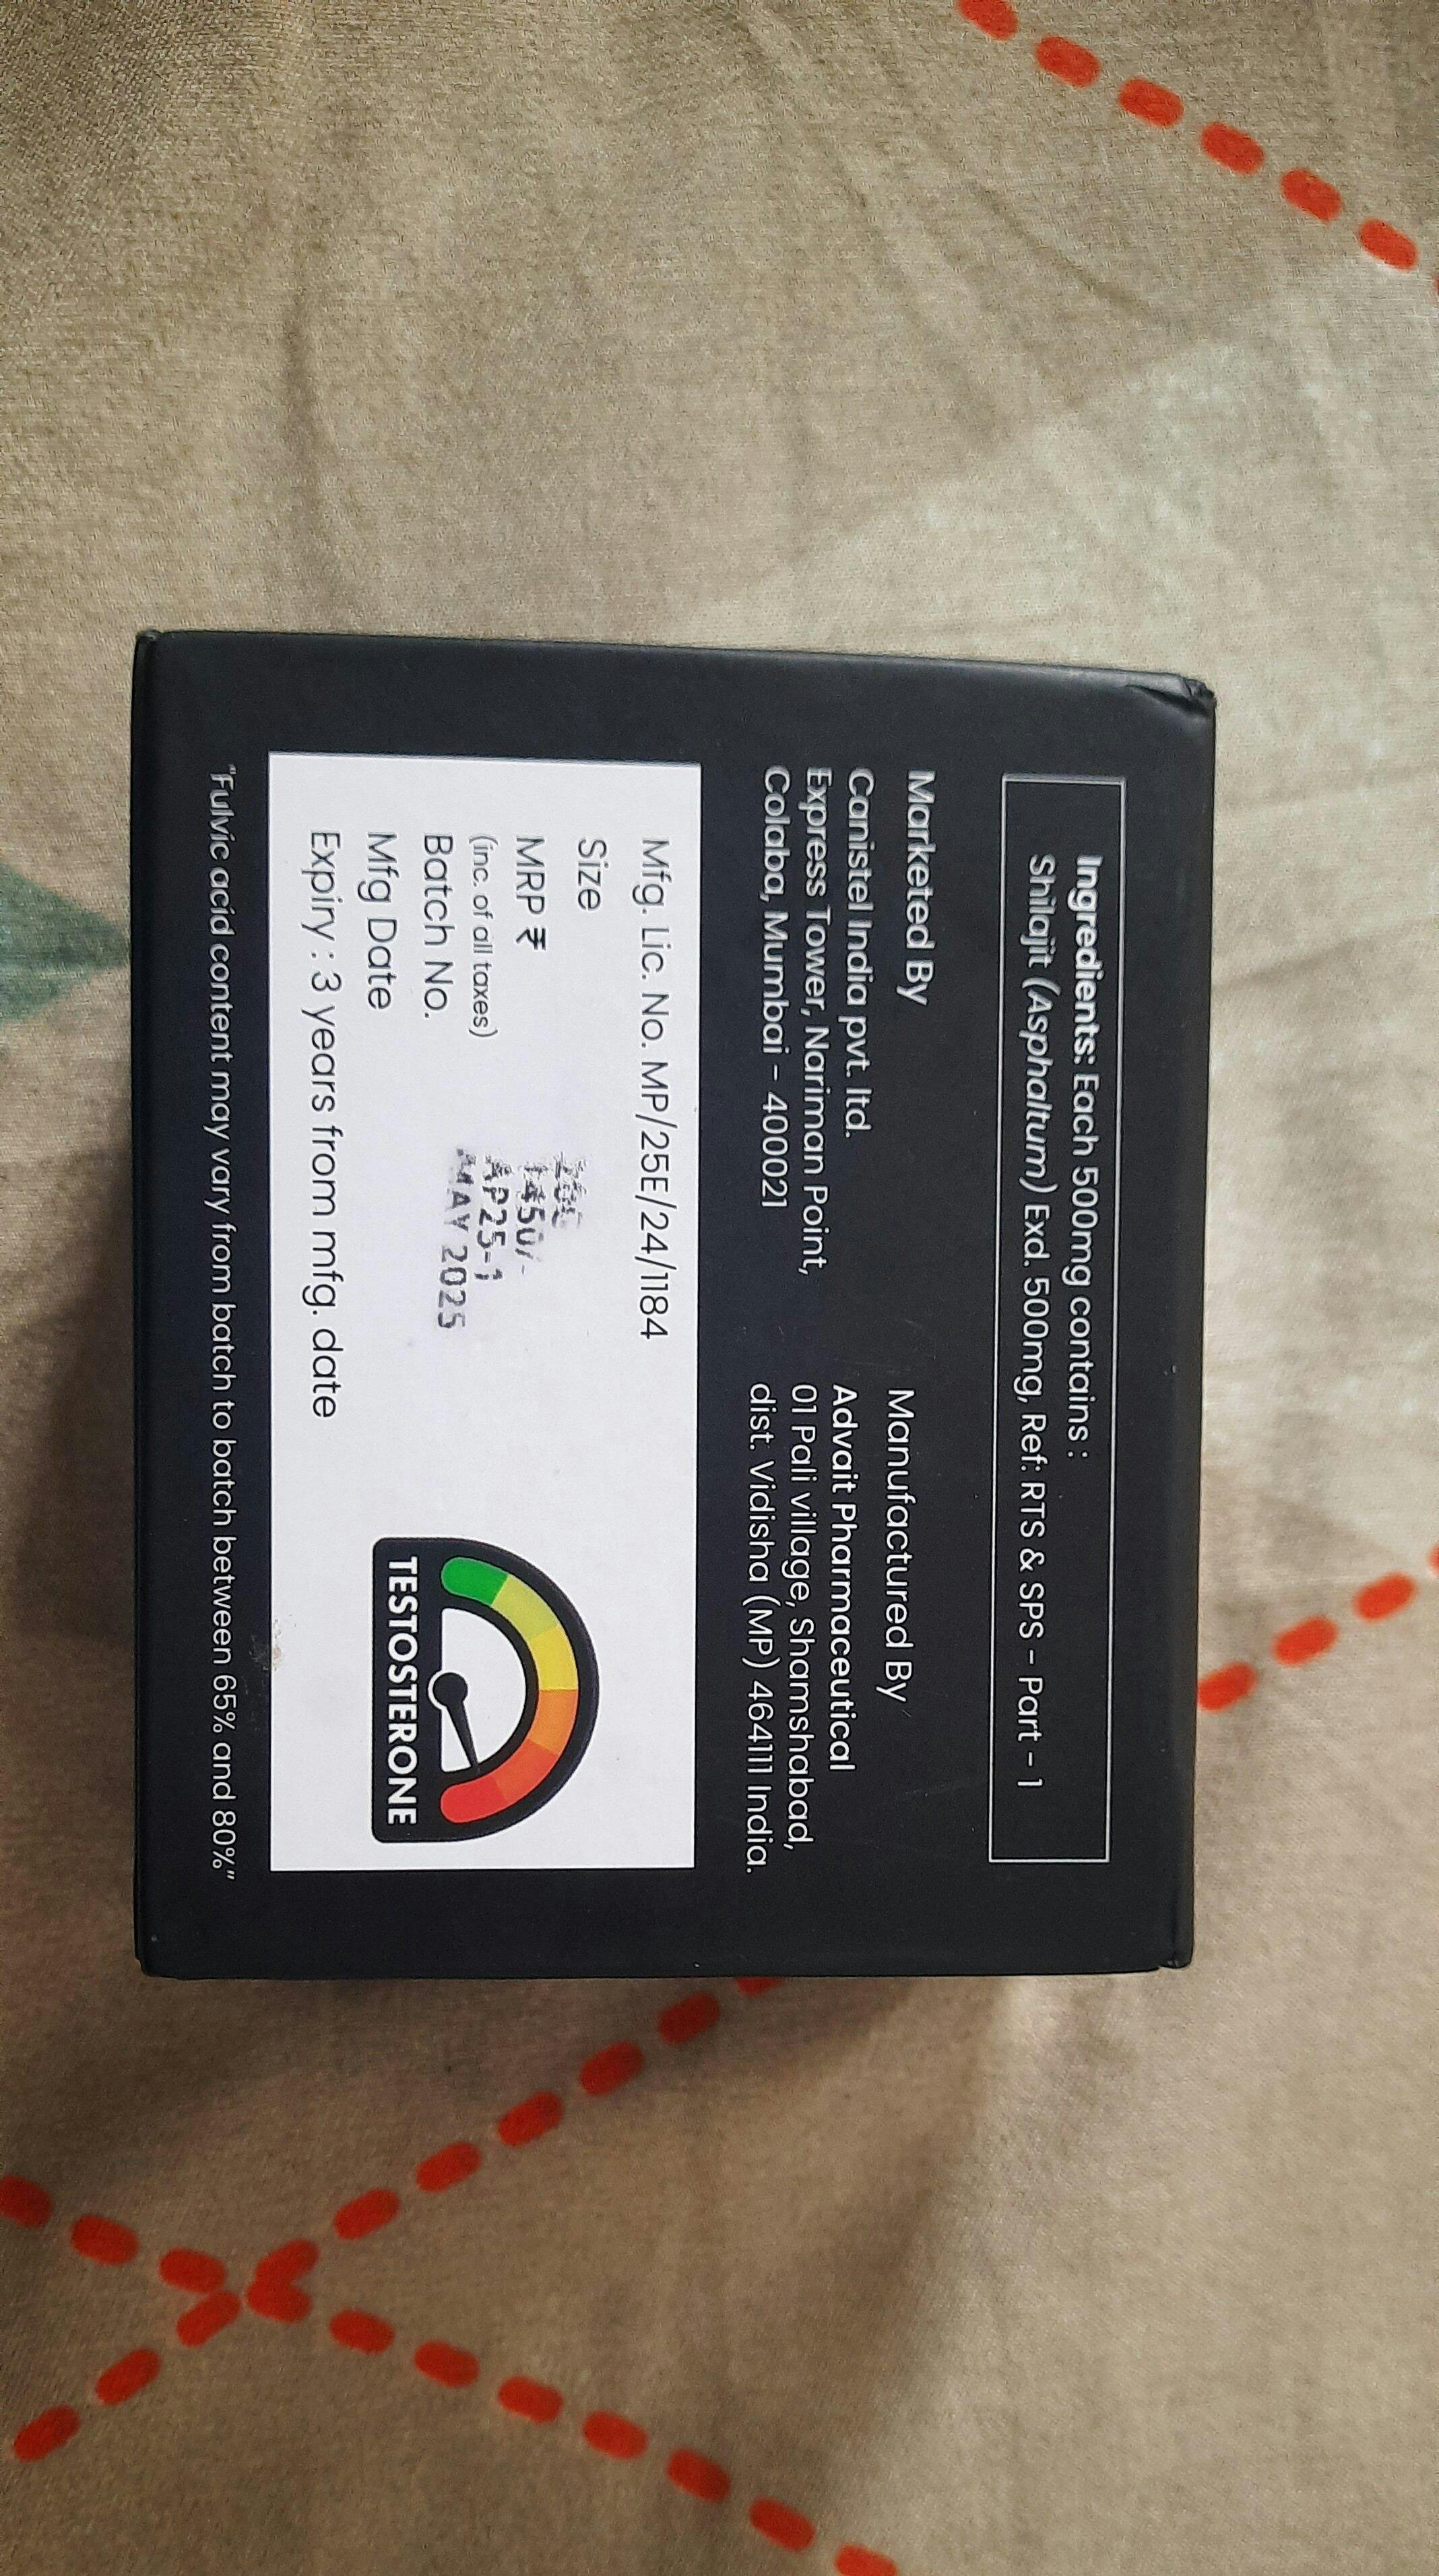 Ingredients: Each 500mg contains :
Shilajit (Asphaltum) Exd. 500mg, Ref: RTS & SPS - Part - 1
Marketed By
Canistel India pvt. ltd.
Express Tower, Nariman Point,
Colaba, Mumbai - 400021
Manufactured By
Advait Pharmaceutical
01 Pali village, Shamshabad,
dist. Vidisha (MP) 464111 India.
Mfg. Lic. No. MP/25E/24/1184
Size
MRP ₹ 1450/-
(inc. of all taxes)
Batch No. AP25-1
Mfg Date MAY 2025
Expiry : 3 years from mfg. date
TESTOSTERONE
"Fulvic acid content may vary from batch to batch between 65% and 80%"